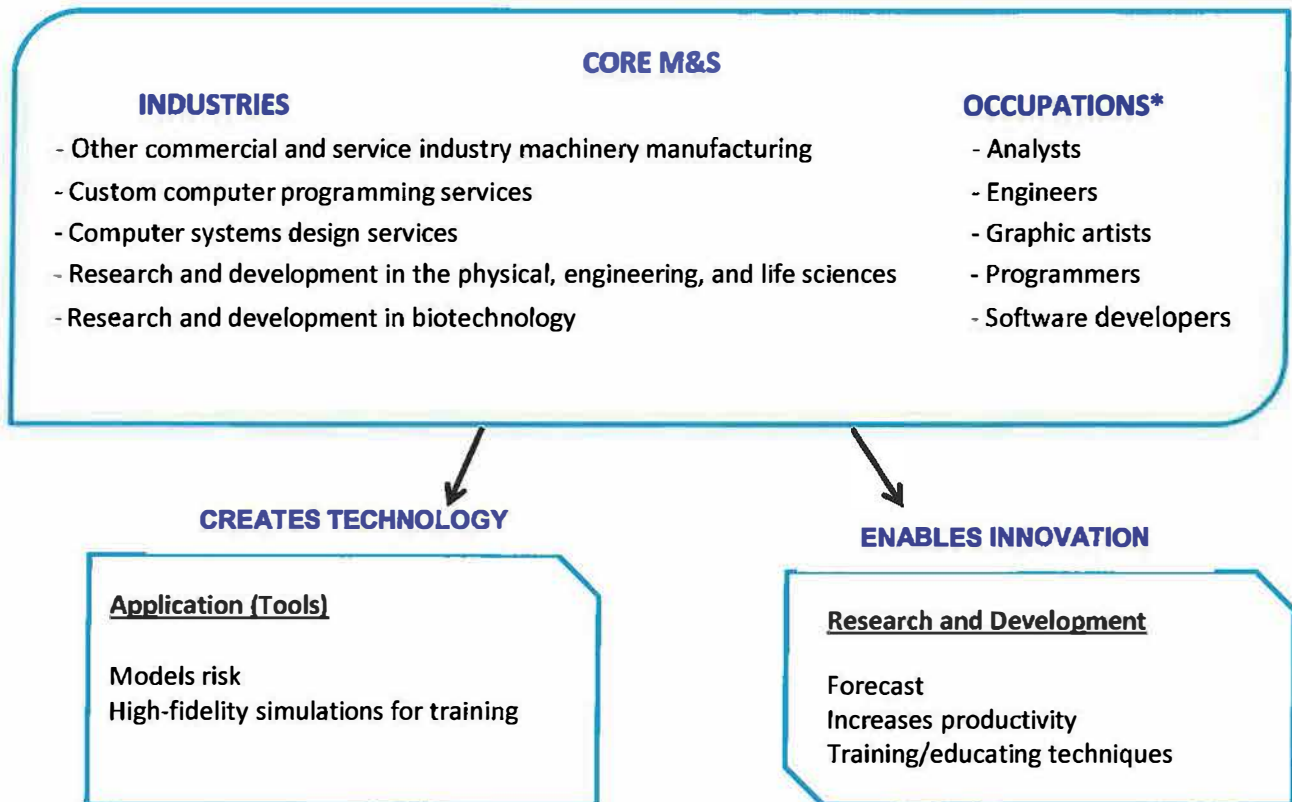 CORE M&S
INDUSTRIES
- Other commercial and service industry machinery manufacturing
- Custom computer programming services
- Computer systems design services
- Research and development in the physical, engineering, and life sciences
- Research and development in biotechnology
OCCUPATIONS*
- Analysts
- Engineers
- Graphic artists
- Programmers
- Software developers
CREATES TECHNOLOGY
Application (Tools)
Models risk
High-fidelity simulations for training
ENABLES INNOVATION
Research and Development
Forecast
Increases productivity
Training/educating techniques